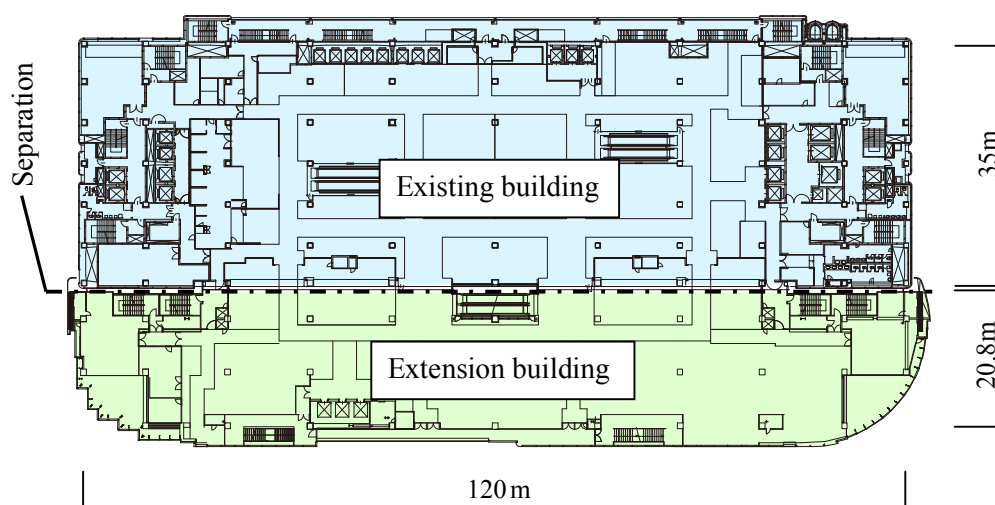 Separation
Existing building
35m
Extension building
20.8m
120m